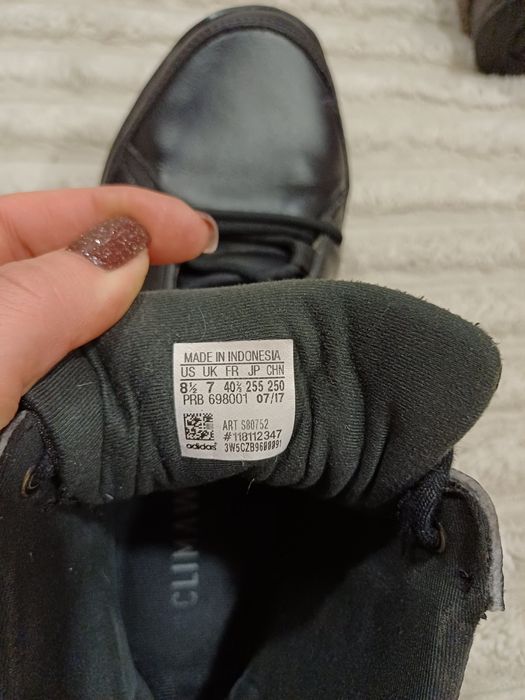 MADE IN INDONESIA
US UK FR JP CHN
8½ 7 40⅔ 255 250
PRB 698001 07/17
ART S80752
#118112347
adidas
CLIMAW